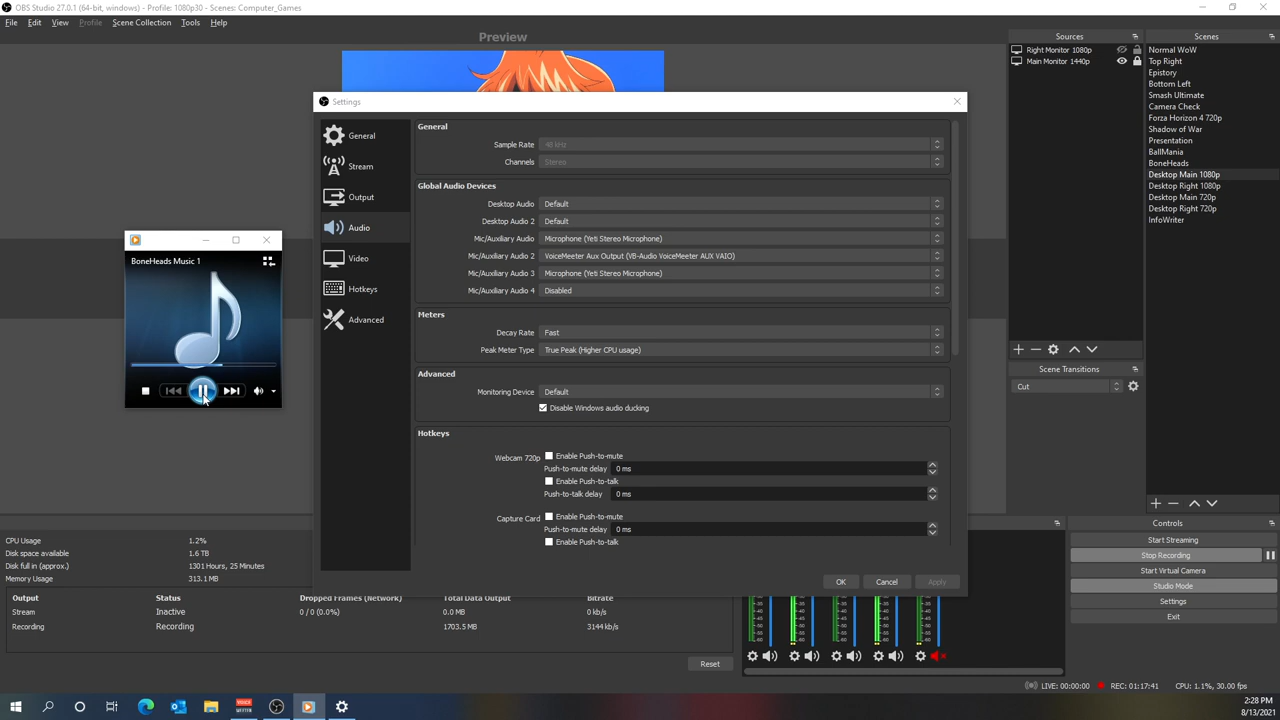 OBS Studio 27.0.1 (64-bit, windows) - Profile: 1080p30 - Scenes: Computer_Games
File Edit View Profile Scene Collection Tools Help
Preview
Sources
Right Monitor 1080p
Main Monitor 1440p
Scenes
Normal WoW
Top Right
Epistory
Bottom Left
Smash Ultimate
Camera Check
Forza Horizon 4 720p
Shadow of War
Presentation
BallMania
BoneHeads
Desktop Main 1080p
Desktop Right 1080p
Desktop Main 720p
Desktop Right 720p
InfoWriter
Scene Transitions
Cut
Settings
General
Stream
Output
Audio
Video
Hotkeys
Advanced
General
Sample Rate 48 kHz
Channels Stereo
Global Audio Devices
Desktop Audio Default
Desktop Audio 2 Default
Mic/Auxiliary Audio Microphone (Yeti Stereo Microphone)
Mic/Auxiliary Audio 2 VoiceMeeter Aux Output (VB-Audio VoiceMeeter AUX VAIO)
Mic/Auxiliary Audio 3 Microphone (Yeti Stereo Microphone)
Mic/Auxiliary Audio 4 Disabled
Meters
Decay Rate Fast
Peak Meter Type True Peak (Higher CPU usage)
Advanced
Monitoring Device Default
Disable Windows audio ducking
Hotkeys
Webcam 720p Enable Push-to-mute
Push-to-mute delay 0 ms
Enable Push-to-talk
Push-to-talk delay 0 ms
Capture Card Enable Push-to-mute
Push-to-mute delay 0 ms
Enable Push-to-talk
OK Cancel Apply
BoneHeads Music 1
CPU Usage 1.2%
Disk space available 1.6 TB
Disk full in (approx.) 1301 Hours, 25 Minutes
Memory Usage 313.1 MB
Output Status Dropped Frames (Network) Total Data Output Bitrate
Stream Inactive 0 / 0 (0.0%) 0.0 MB 0 kb/s
Recording Recording 1703.5 MB 3144 kb/s
Reset
Controls
Start Streaming
Stop Recording
Start Virtual Camera
Studio Mode
Settings
Exit
LIVE: 00:00:00 REC: 01:17:41 CPU: 1.1%, 30.00 fps
2:28 PM
8/13/2021